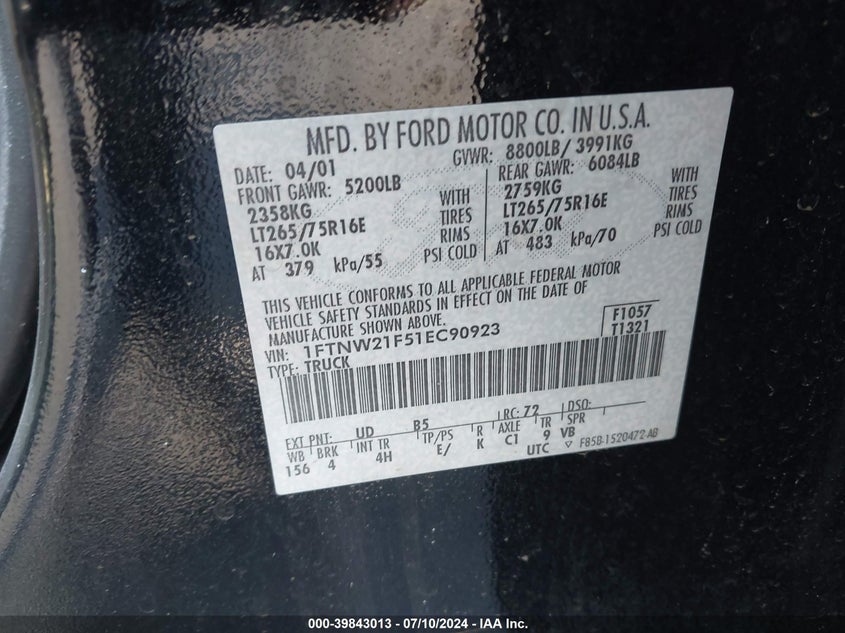 MFD. BY FORD MOTOR CO. IN U.S.A.
DATE: 04/01 GVWR: 8800LB/ 3991KG
FRONT GAWR: 5200LB REAR GAWR: 6084LB
2358KG WITH 2759KG WITH
LT265/75R16E TIRES LT265/75R16E TIRES
16X7.0K RIMS 16X7.0K RIMS
AT 379 kPa/55 PSI COLD AT 483 kPa/70 PSI COLD
THIS VEHICLE CONFORMS TO ALL APPLICABLE FEDERAL MOTOR
VEHICLE SAFETY STANDARDS IN EFFECT ON THE DATE OF
MANUFACTURE SHOWN ABOVE.
VIN: 1FTNW21F51EC90923 F1057
TYPE: TRUCK T1321
EXT PNT: UD B5 RC: 72 DSO:
WB BRK INT TR TP/PS R AXLE TR SPR
156 4 4H E/ K C1 9 VB
UTC ▽ F85B-1520472-AB
000-39843013 - 07/10/2024 - IAA Inc.